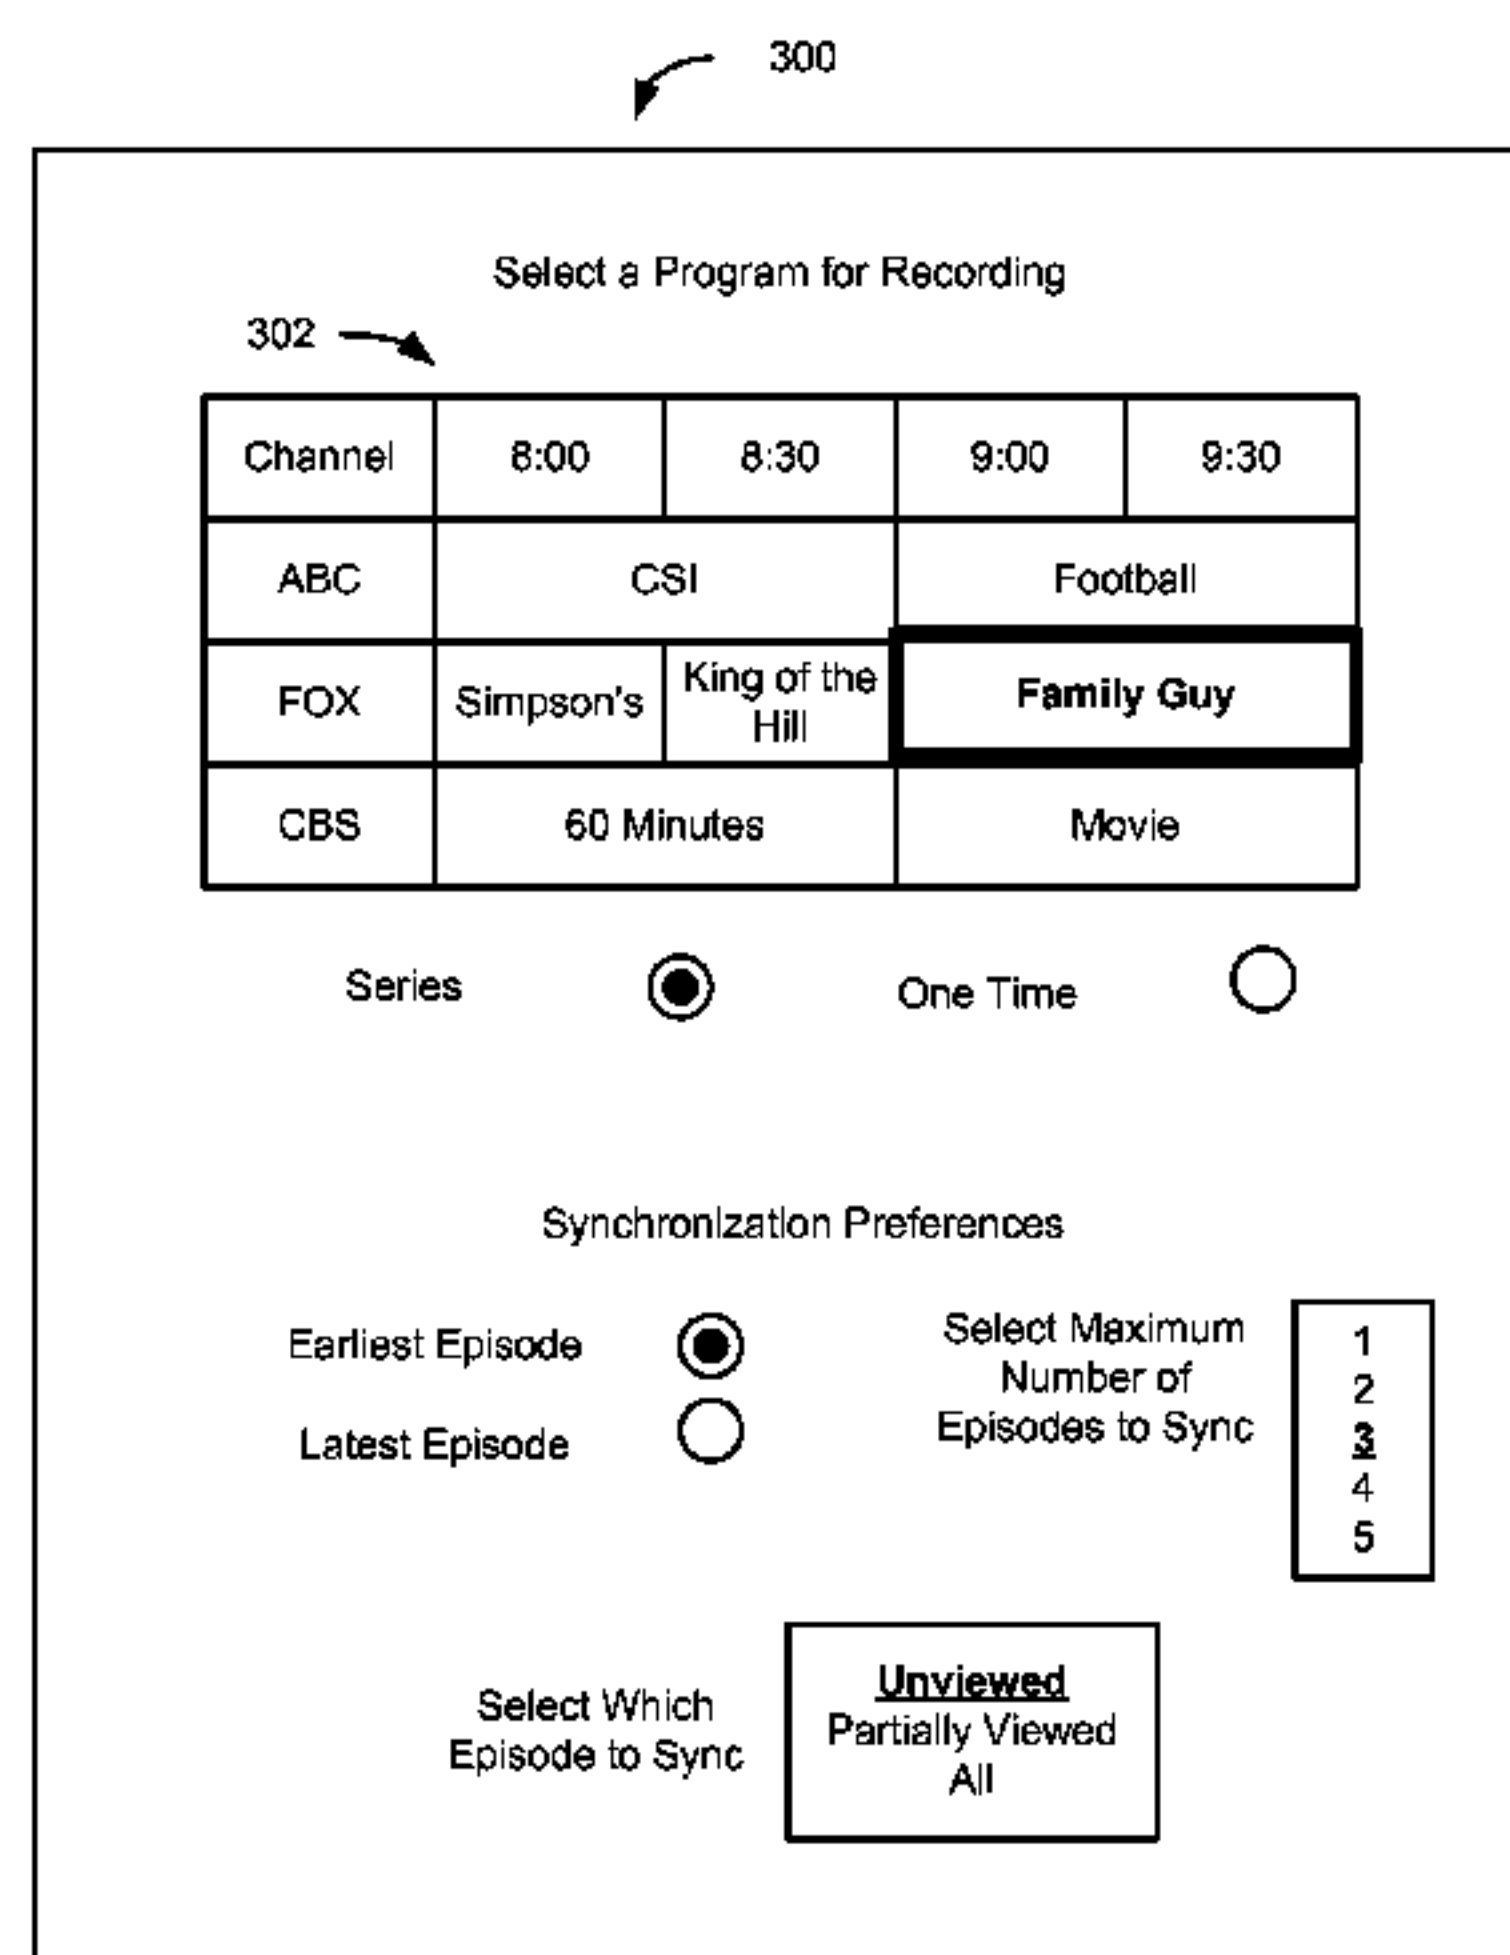 300
Select a Program for Recording
302
Channel 8:00 8:30 9:00 9:30
ABC CSI Football
FOX Simpson's King of the Hill Family Guy
CBS 60 Minutes Movie
Series One Time
Synchronization Preferences
Earliest Episode
Latest Episode
Select Maximum
Number of
Episodes to Sync
1
2
3
4
5
Select Which
Episode to Sync
Unviewed
Partially Viewed
All